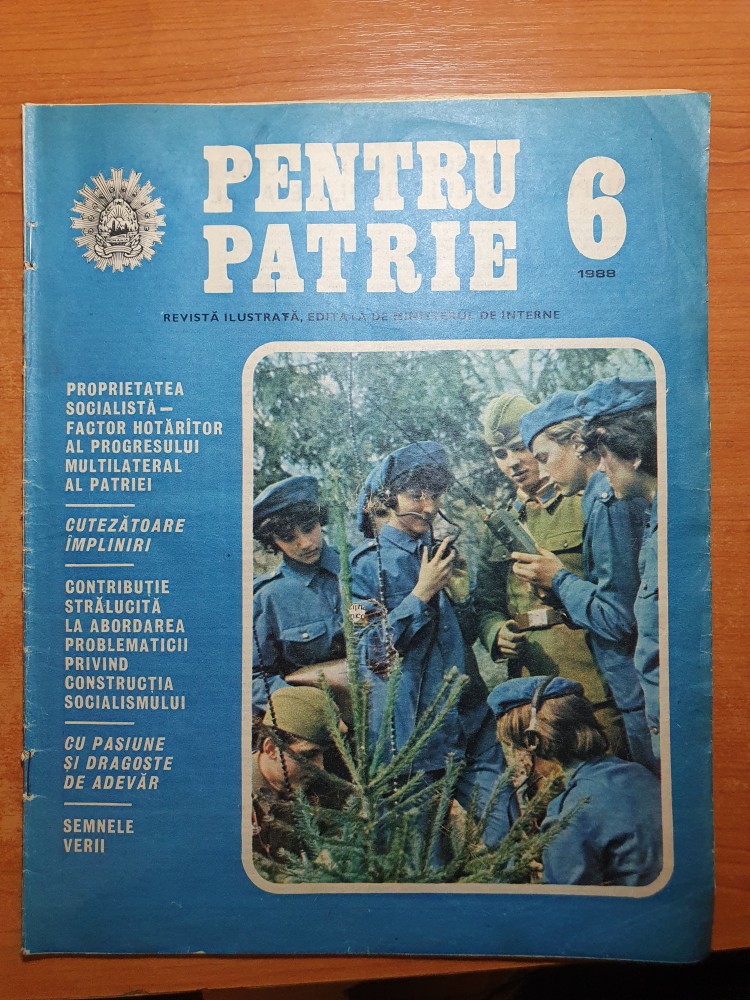 PENTRU
PATRIE
6
1988
REVISTĂ ILUSTRATĂ, EDITATĂ DE MINISTERUL DE INTERNE
PROPRIETATEA
SOCIALISTĂ —
FACTOR HOTĂRÎTOR
AL PROGRESULUI
MULTILATERAL
AL PATRIEI
CUTEZĂTOARE
ÎMPLINIRI
CONTRIBUȚIE
STRĂLUCITĂ
LA ABORDAREA
PROBLEMATICII
PRIVIND
CONSTRUCȚIA
SOCIALISMULUI
CU PASIUNE
ȘI DRAGOSTE
DE ADEVĂR
SEMNELE
VERII